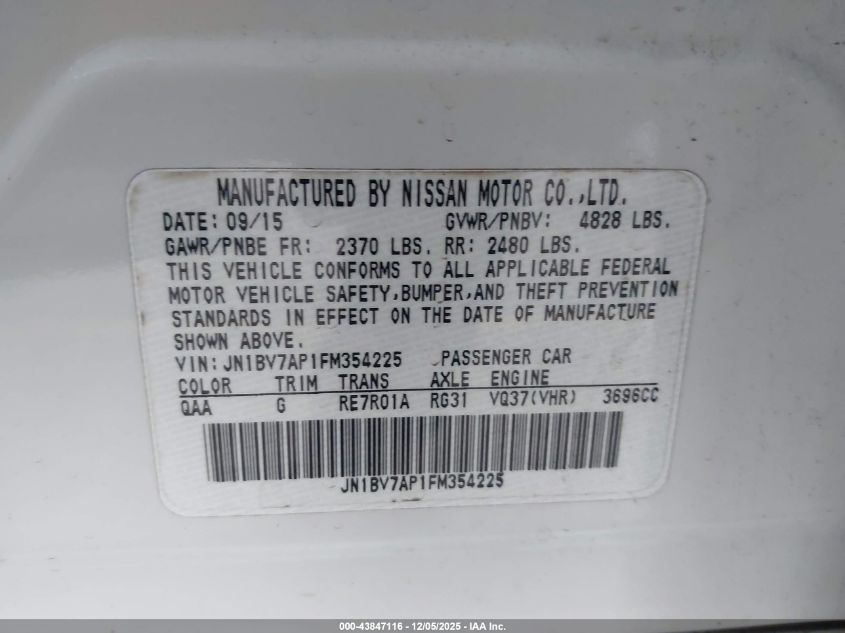 MANUFACTURED BY NISSAN MOTOR CO.,LTD.
DATE: 09/15 GVWR/PNBV: 4828 LBS.
GAWR/PNBE FR: 2370 LBS. RR: 2480 LBS.
THIS VEHICLE CONFORMS TO ALL APPLICABLE FEDERAL
MOTOR VEHICLE SAFETY,BUMPER,AND THEFT PREVENTION
STANDARDS IN EFFECT ON THE DATE OF MANUFACTURE
SHOWN ABOVE.
VIN: JN1BV7AP1FM354225 PASSENGER CAR
COLOR TRIM TRANS AXLE ENGINE
QAA G RE7R01A RG31 VQ37(VHR) 3696CC
JN1BV7AP1FM354225
000-43847116 - 12/05/2025 - IAA Inc.